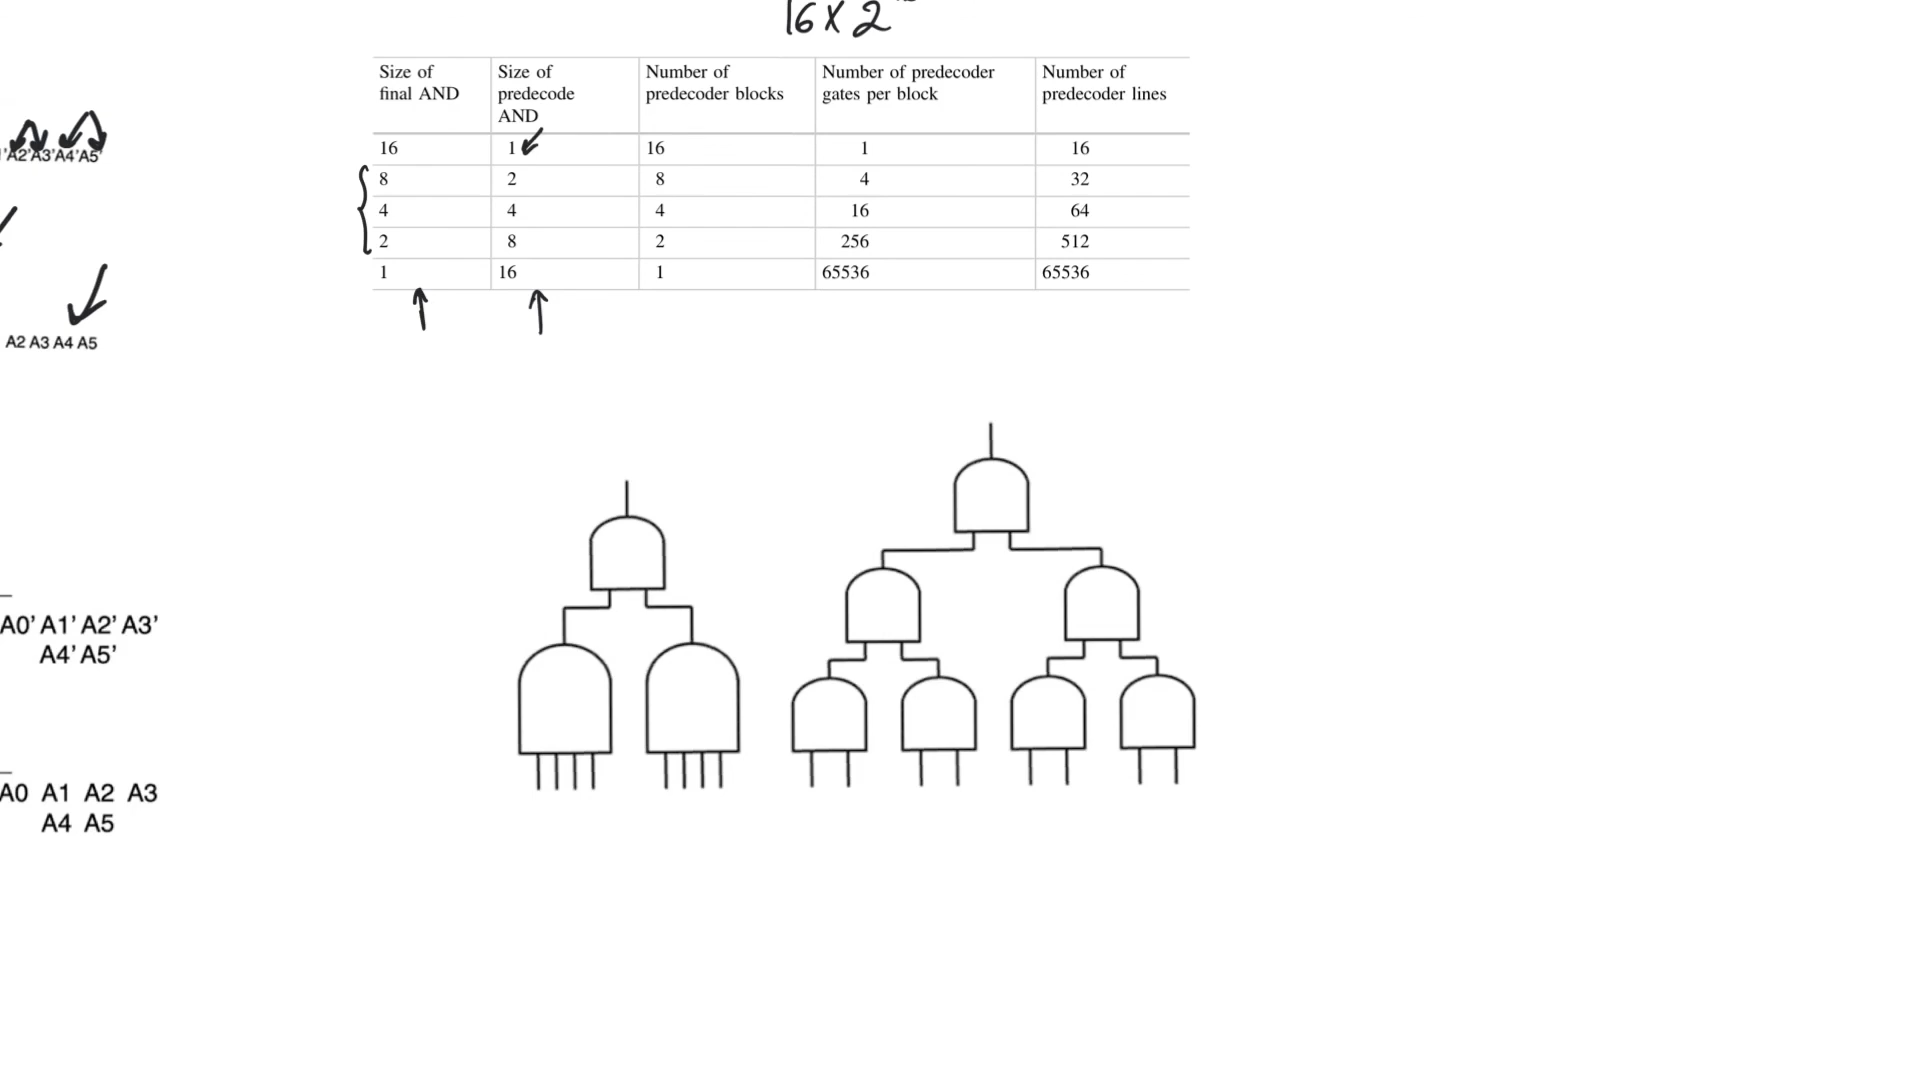 16 X 2
Size of final AND | Size of predecode AND | Number of predecoder blocks | Number of predecoder gates per block | Number of predecoder lines
16 | 1 | 16 | 1 | 16
8 | 2 | 8 | 4 | 32
4 | 4 | 4 | 16 | 64
2 | 8 | 2 | 256 | 512
1 | 16 | 1 | 65536 | 65536
'A2'A3'A4'A5'
A2 A3 A4 A5
A0' A1' A2' A3'
A4' A5'
A0 A1 A2 A3
A4 A5